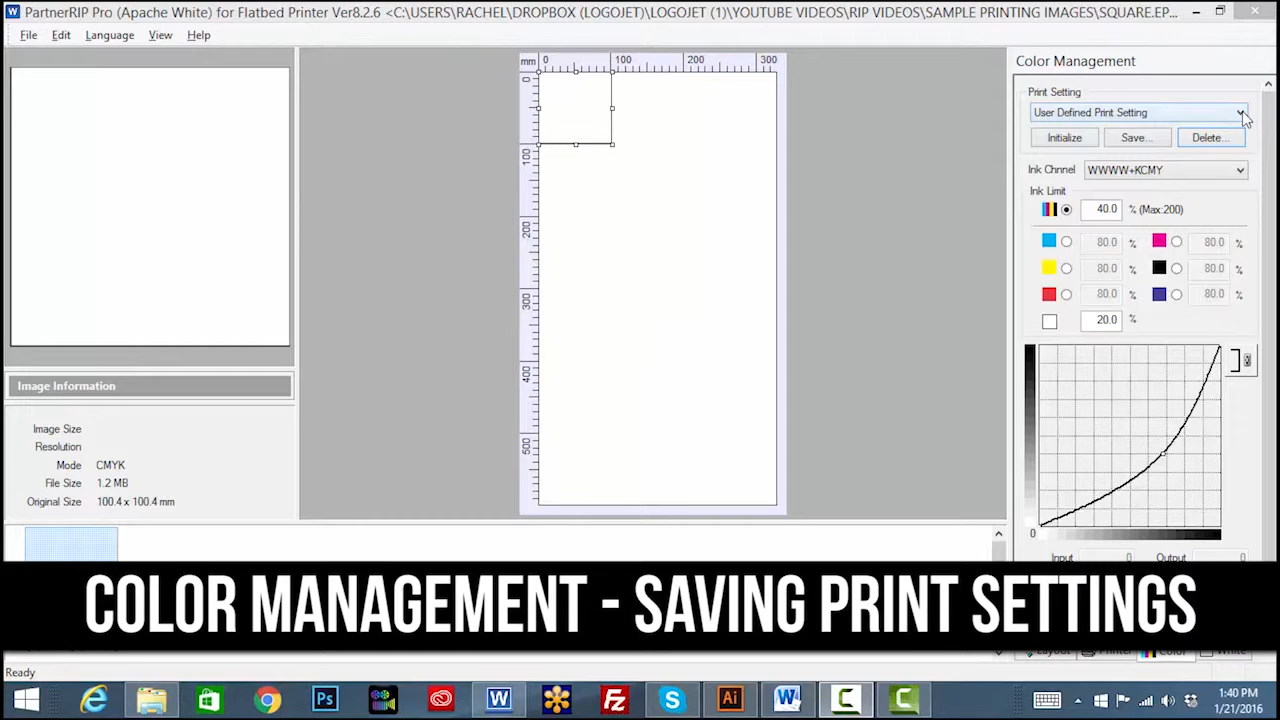 PartnerRIP Pro (Apache White) for Flatbed Printer Ver8.2.6 <C:\USERS\RACHEL\DROPBOX (LOGOJET)\LOGOJET(1)\YOUTUBE VIDEOS\RIP VIDEOS\SAMPLE PRINTING IMAGES\SQUARE.EP...
File Edit Language View Help
mm 0 100 200 300
0
100
200
300
400
500
Image Information
Image Size
Resolution
Mode CMYK
File Size 1.2 MB
Original Size 100.4 x 100.4 mm
Color Management
Print Setting
User Defined Print Setting
Initialize Save... Delete...
Ink Chnnel WWWW+KCMY
Ink Limit
40.0 % (Max:200)
80.0 % 80.0 %
80.0 % 80.0 %
80.0 % 80.0 %
20.0 %
0
Input 0 Output 0
COLOR MANAGEMENT - SAVING PRINT SETTINGS
Layout Printer Color White
Ready
1:40 PM
1/21/2016